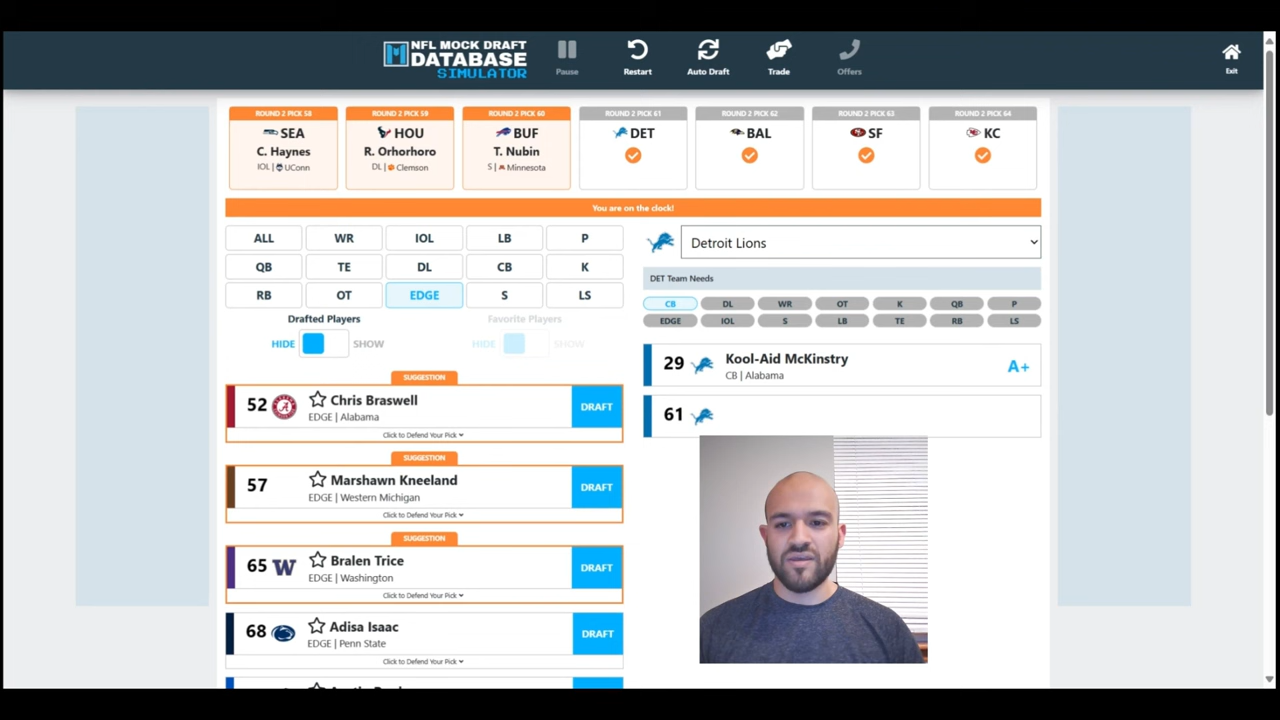 NFL MOCK DRAFT
DATABASE
SIMULATOR
Pause
Restart
Auto Draft
Trade
Offers
Exit
ROUND 2 PICK 58
SEA
C. Haynes
IOL | UConn
ROUND 2 PICK 59
HOU
R. Orhorhoro
DL | Clemson
ROUND 2 PICK 60
BUF
T. Nubin
S | Minnesota
ROUND 2 PICK 61
DET
ROUND 2 PICK 62
BAL
ROUND 2 PICK 63
SF
ROUND 2 PICK 64
KC
You are on the clock!
ALL WR IOL LB P
QB TE DL CB K
RB OT EDGE S LS
Drafted Players
HIDE SHOW
Favorite Players
HIDE SHOW
SUGGESTION
52 Chris Braswell
EDGE | Alabama
DRAFT
Click to Defend Your Pick
SUGGESTION
57 Marshawn Kneeland
EDGE | Western Michigan
DRAFT
Click to Defend Your Pick
SUGGESTION
65 W Bralen Trice
EDGE | Washington
DRAFT
Click to Defend Your Pick
68 Adisa Isaac
EDGE | Penn State
DRAFT
Click to Defend Your Pick
Detroit Lions
DET Team Needs
CB DL WR OT K QB P
EDGE IOL S LB TE RB LS
29 Kool-Aid McKinstry
CB | Alabama
A+
61